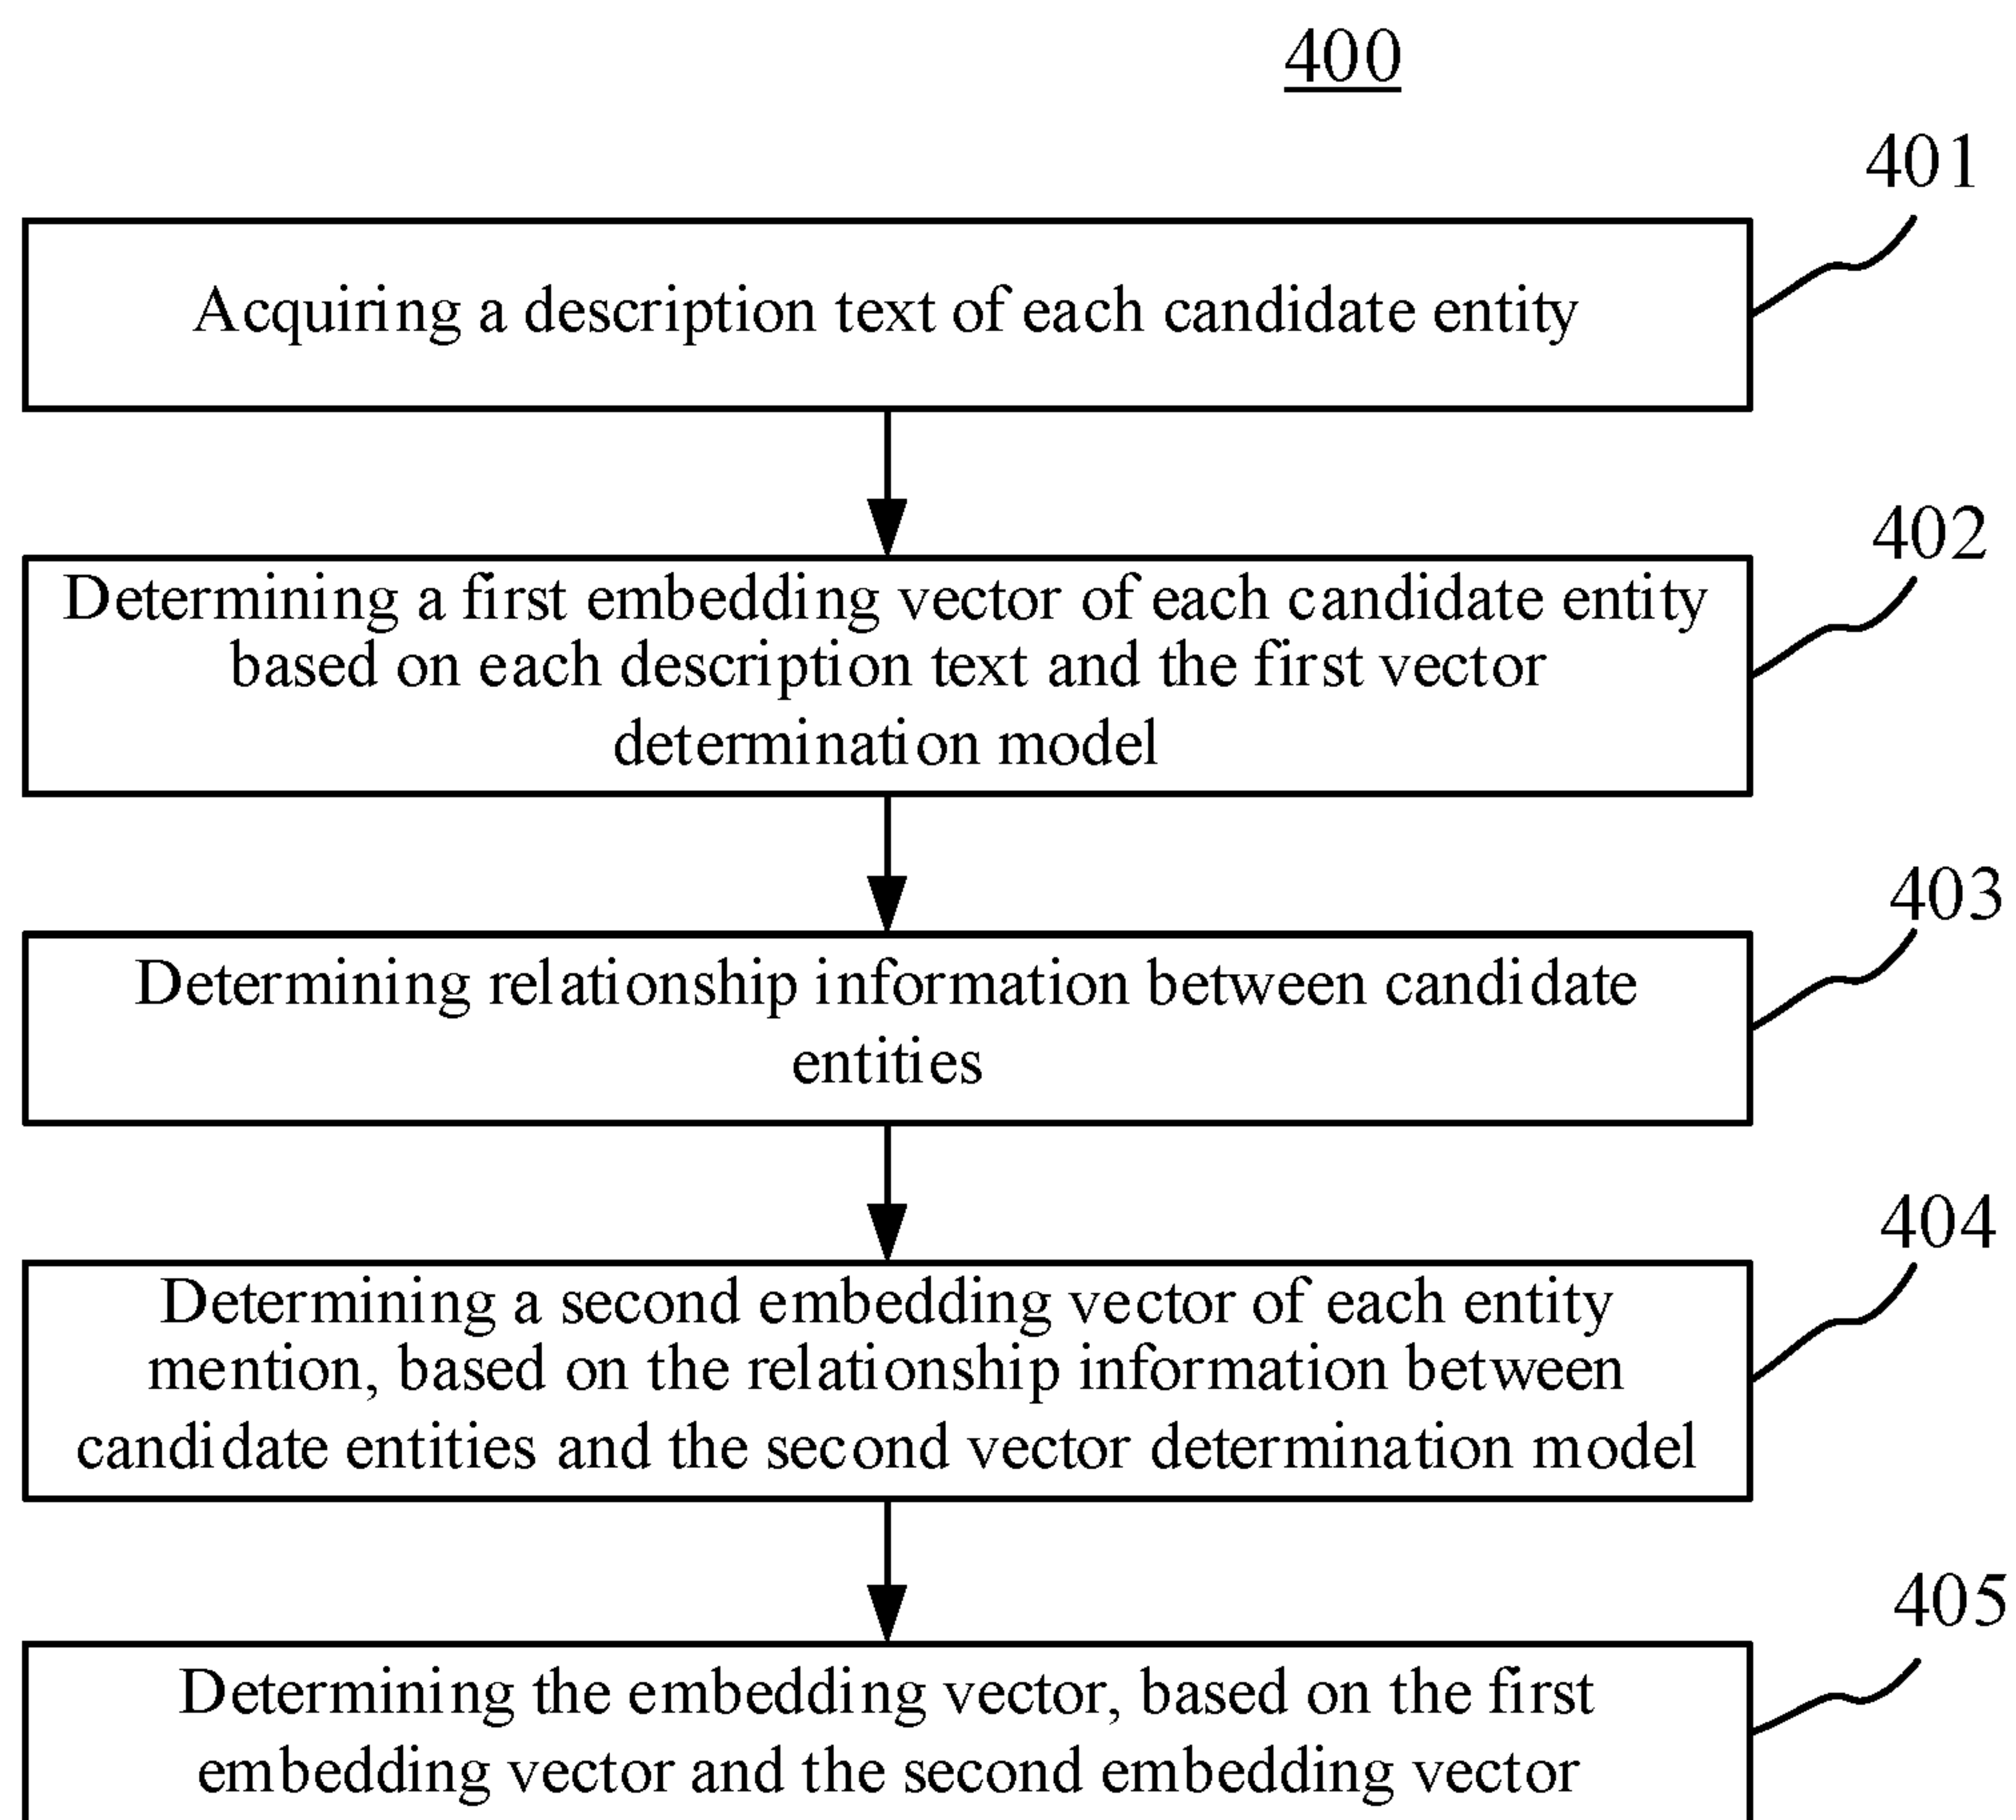 400
401
Acquiring a description text of each candidate entity
402
Determining a first embedding vector of each candidate entity
based on each description text and the first vector
determination model
403
Determining relationship information between candidate
entities
404
Determining a second embedding vector of each entity
mention, based on the relationship information between
candidate entities and the second vector determination model
405
Determining the embedding vector, based on the first
embedding vector and the second embedding vector